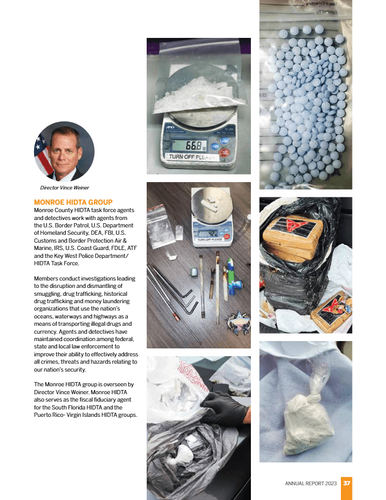 Director Vince Weiner
MONROE HIDTA GROUP
Monroe County HIDTA task force agents
and detectives work with agents from
the U.S. Border Patrol, U.S. Department
of Homeland Security, DEA, FBI, U.S.
Customs and Border Protection Air &
Marine, IRS, U.S. Coast Guard, FDLE, ATF
and the Key West Police Department/
HIDTA Task Force.
Members conduct investigations leading
to the disruption and dismantling of
smuggling, drug trafficking, historical
drug trafficking and money laundering
organizations that use the nation's
oceans, waterways and highways as a
means of transporting illegal drugs and
currency. Agents and detectives have
maintained coordination among federal,
state and local law enforcement to
improve their ability to effectively address
all crimes, threats and hazards relating to
our nation's security.
The Monroe HIDTA group is overseen by
Director Vince Weiner. Monroe HIDTA
also serves as the fiscal fiduciary agent
for the South Florida HIDTA and the
Puerto Rico- Virgin Islands HIDTA groups.
66.8
TURN OFF
ANNUAL REPORT 2023 37